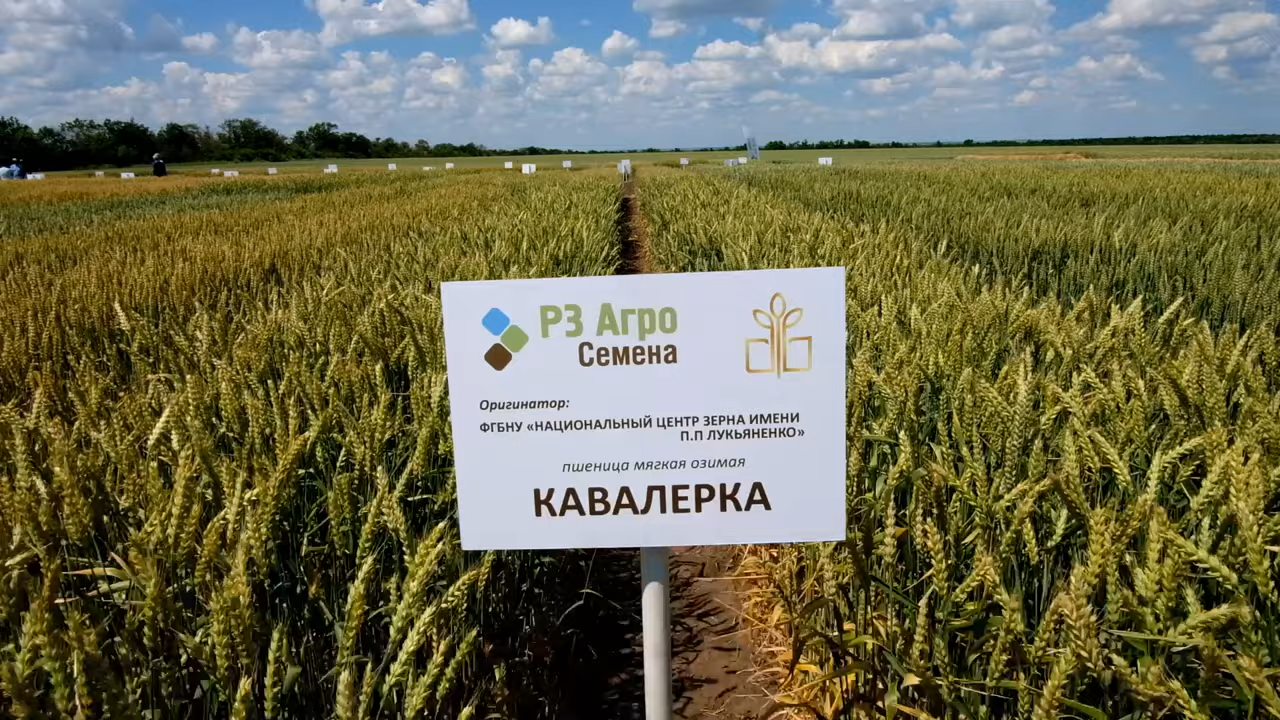 РЗ Агро
Семена
Оригинатор:
ФГБНУ «НАЦИОНАЛЬНЫЙ ЦЕНТР ЗЕРНА ИМЕНИ
П.П ЛУКЬЯНЕНКО»
пшеница мягкая озимая
КАВАЛЕРКА